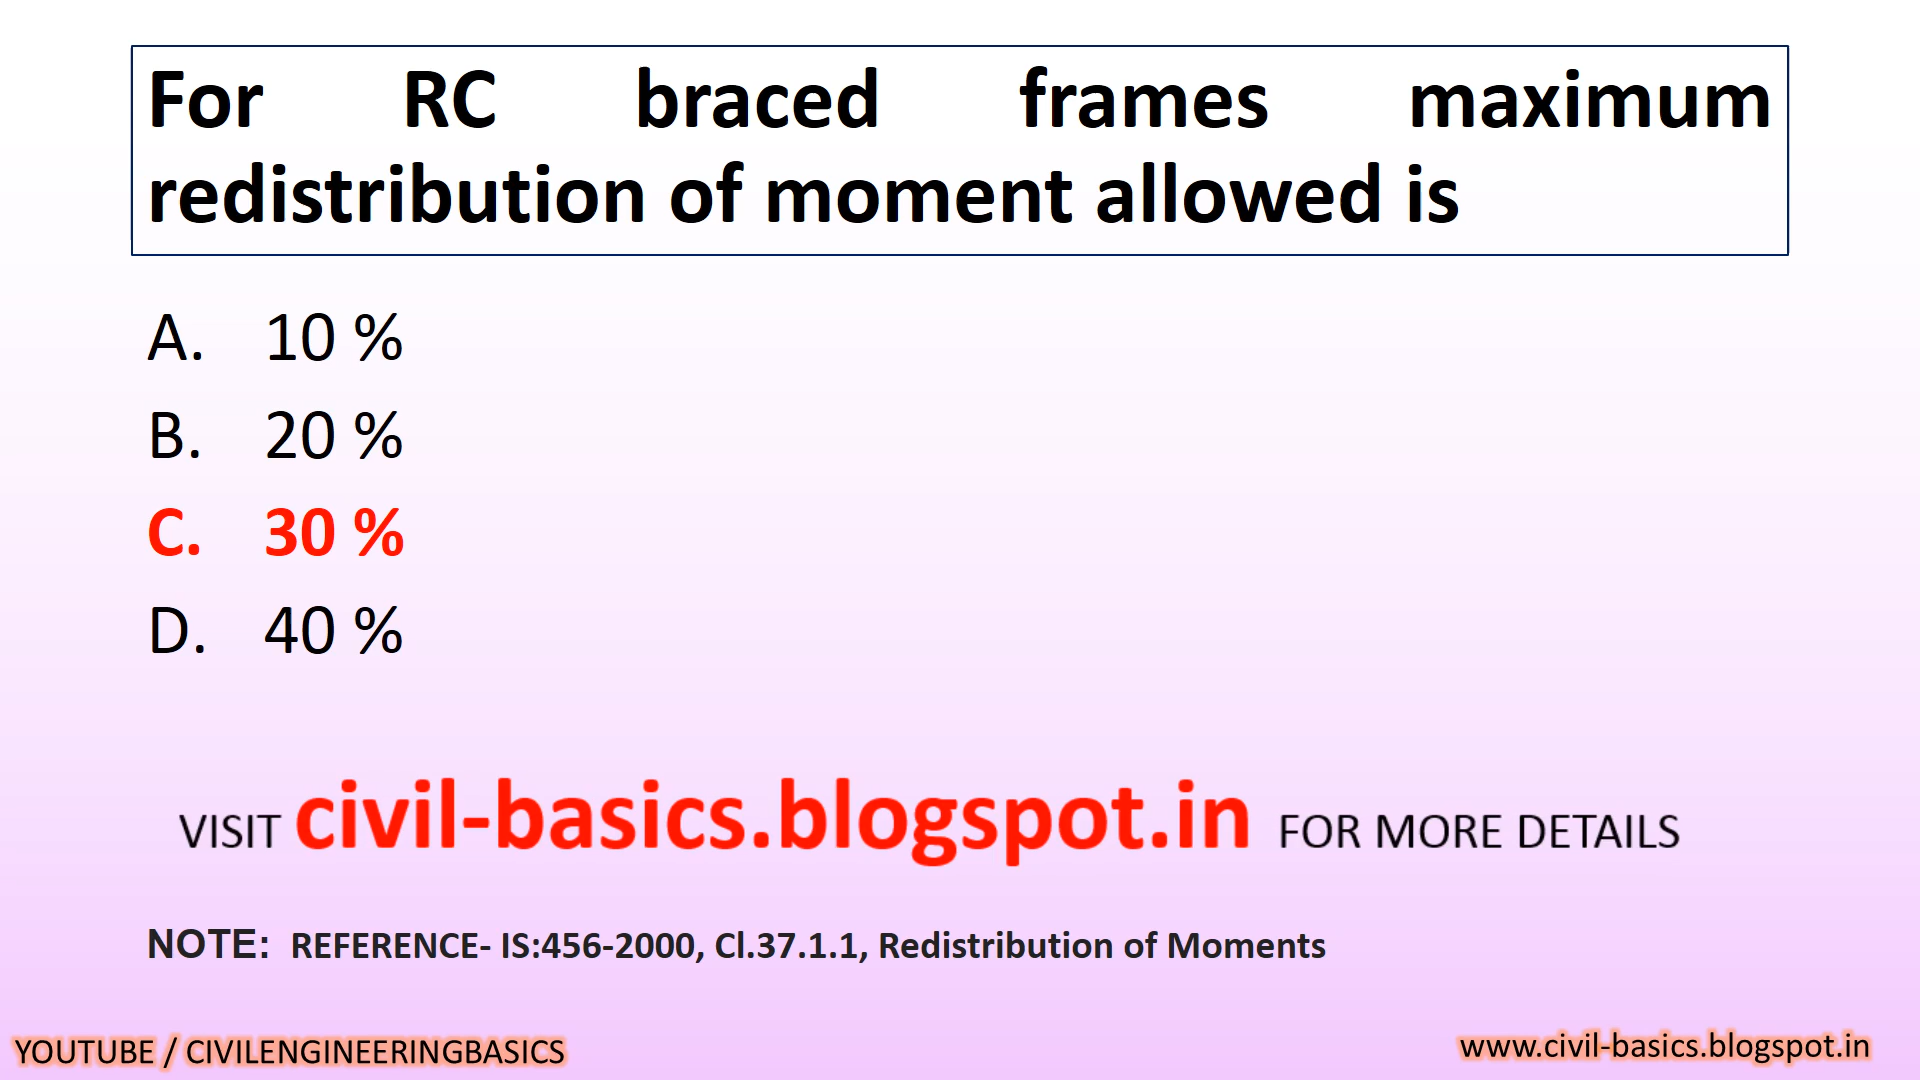 For RC braced frames maximum
redistribution of moment allowed is
A. 10 %
B. 20 %
C. 30 %
D. 40 %
VISIT civil-basics.blogspot.in FOR MORE DETAILS
NOTE: REFERENCE- IS:456-2000, Cl.37.1.1, Redistribution of Moments
YOUTUBE / CIVILENGINEERINGBASICS
www.civil-basics.blogspot.in